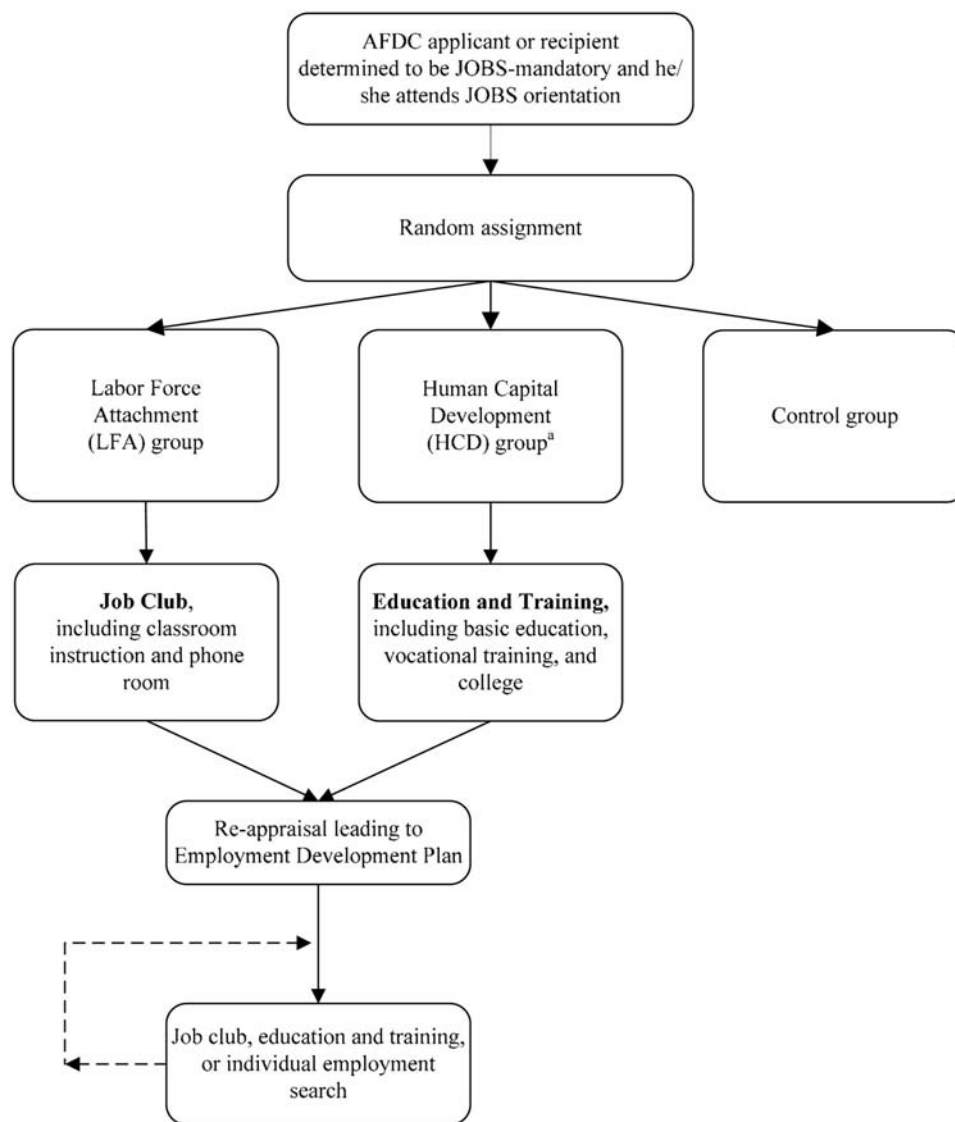 AFDC applicant or recipient
determined to be JOBS-mandatory and he/
she attends JOBS orientation
Random assignment
Labor Force
Attachment
(LFA) group
Human Capital
Development
(HCD) groupª
Control group
Job Club,
including classroom
instruction and phone
room
Education and Training,
including basic education,
vocational training, and
college
Re-appraisal leading to
Employment Development Plan
Job club, education and training,
or individual employment
search